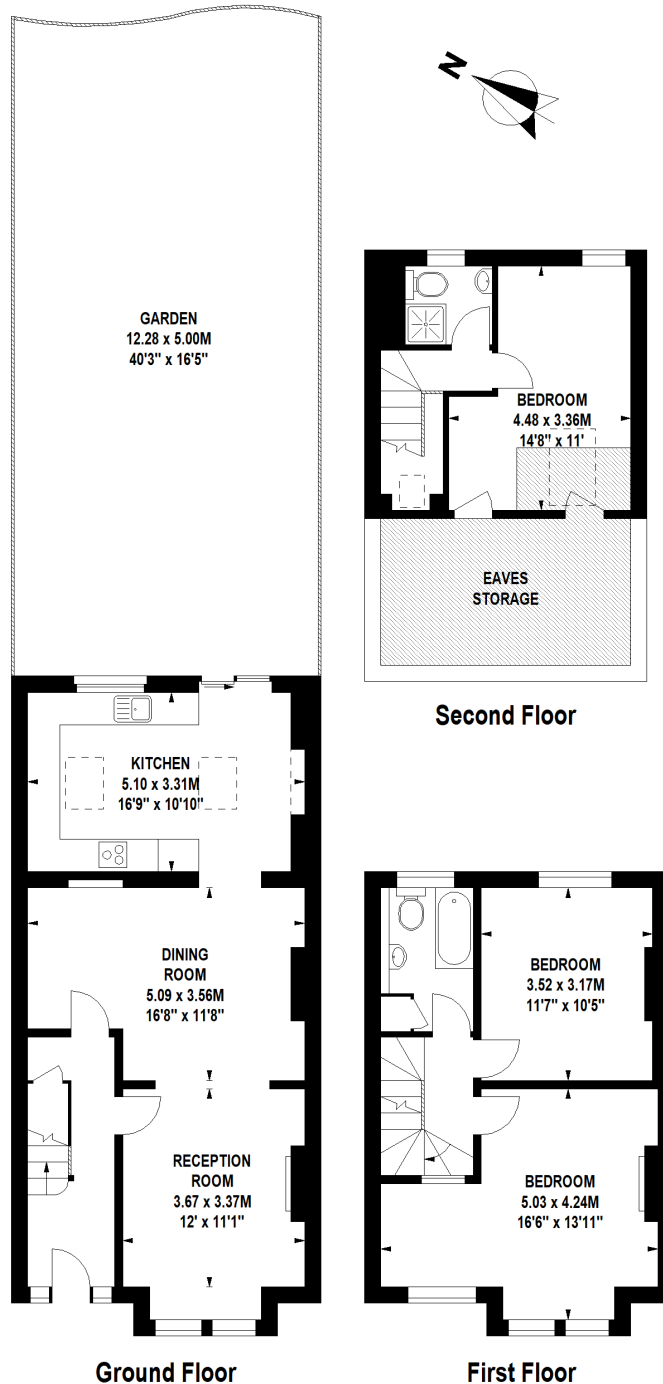 N
GARDEN
12.28 x 5.00M
40'3" x 16'5"
BEDROOM
4.48 x 3.36M
14'8" x 11'
EAVES
STORAGE
Second Floor
KITCHEN
5.10 x 3.31M
16'9" x 10'10"
DINING
ROOM
5.09 x 3.56M
16'8" x 11'8"
RECEPTION
ROOM
3.67 x 3.37M
12' x 11'1"
Ground Floor
BEDROOM
3.52 x 3.17M
11'7" x 10'5"
BEDROOM
5.03 x 4.24M
16'6" x 13'11"
First Floor